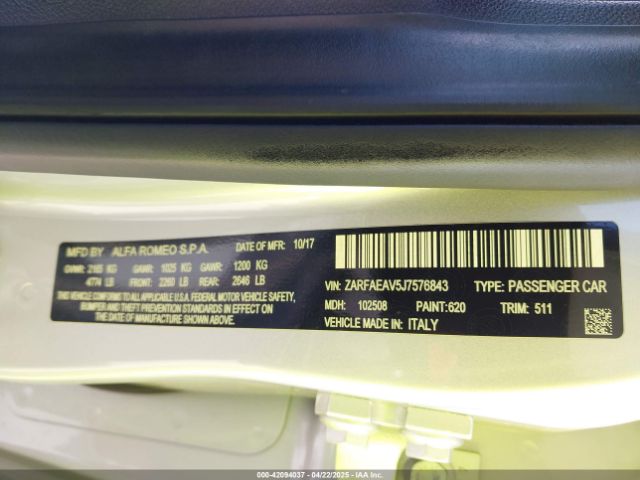 MFD BY: ALFA ROMEO S.P.A. DATE OF MFR: 10/17
GVWR: 2165 KG GAWR: 1025 KG GAWR: 1200 KG
4774 LB FRONT: 2260 LB REAR: 2646 LB
THIS VEHICLE CONFORMS TO ALL APPLICABLE U.S.A. FEDERAL MOTOR VEHICLE SAFETY,
BUMPER AND THEFT PREVENTION STANDARDS IN EFFECT ON
THE DATE OF MANUFACTURE SHOWN ABOVE.
VIN: ZARFAEAV5J7576843 TYPE: PASSENGER CAR
MDH: 102508 PAINT:620 TRIM: 511
VEHICLE MADE IN: ITALY
000-42094037 - 04/22/2025 - IAAI.COM